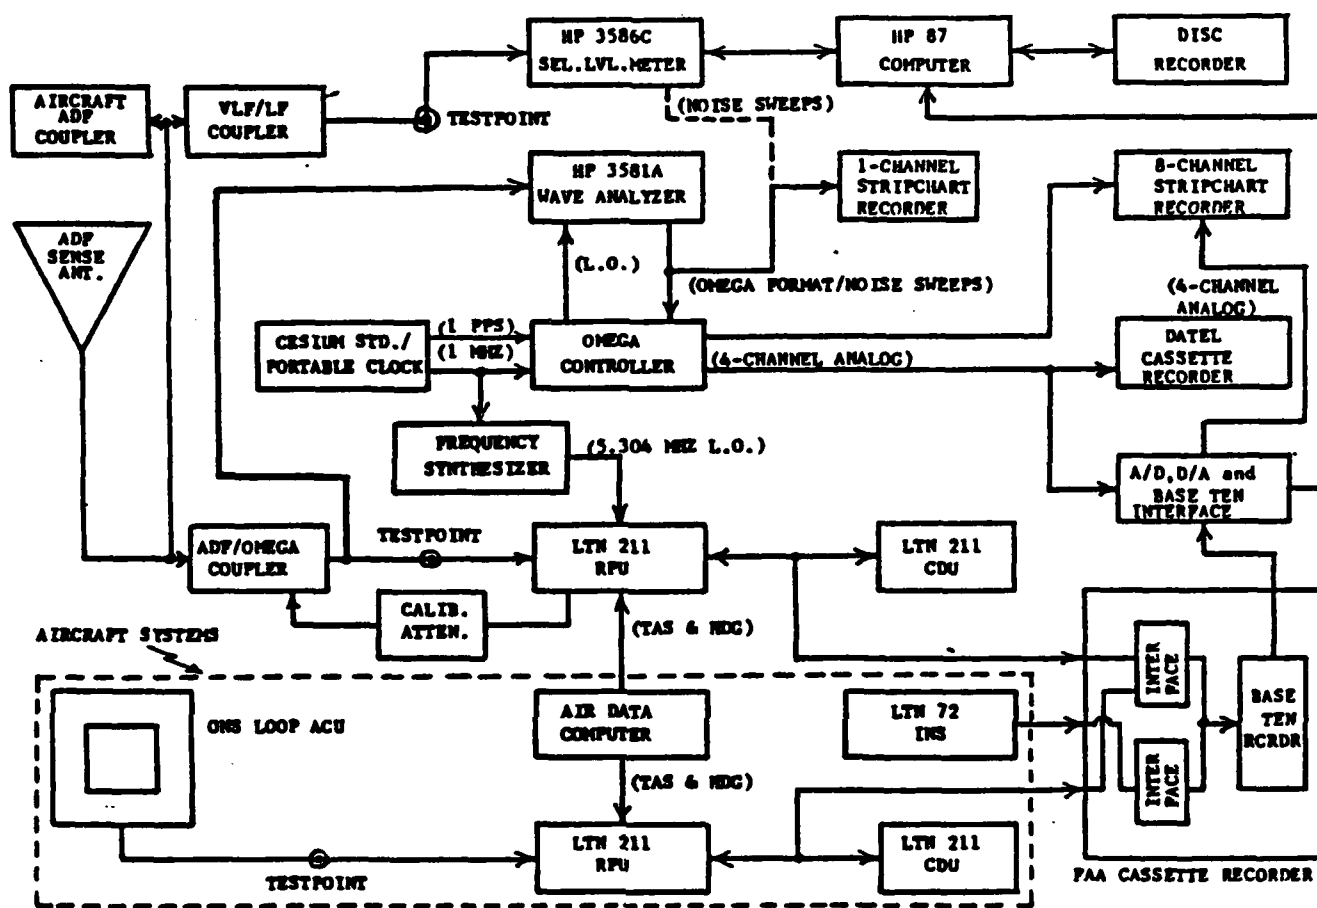 HP 3586C
SEL.LVL.METER
HP 87
COMPUTER
DISC
RECORDER
AIRCRAFT
ADF
COUPLER
VLF/LF
COUPLER
TESTPOINT
(NOISE SWEEPS)
HP 3581A
WAVE ANALYZER
1-CHANNEL
STRIPCHART
RECORDER
8-CHANNEL
STRIPCHART
RECORDER
ADF
SENSE
ANT.
(L.O.)
(OMEGA FORMAT/NOISE SWEEPS)
(4-CHANNEL
ANALOG)
CESIUM STD./
PORTABLE CLOCK
(1 PPS)
(1 MHZ)
OMEGA
CONTROLLER
(4-CHANNEL ANALOG)
DATEL
CASSETTE
RECORDER
FREQUENCY
SYNTHESIZER
(5.304 MHZ L.O.)
A/D,D/A and
BASE TEN
INTERFACE
ADF/OMEGA
COUPLER
TESTPOINT
LTN 211
RPU
LTN 211
CDU
CALIB.
ATTEN.
(TAS & HDG)
AIRCRAFT SYSTEMS
INTER
FACE
ONS LOOP ACU
AIR DATA
COMPUTER
LTN 72
INS
BASE
TEN
RCRDR
INTER
FACE
(TAS & HDG)
LTN 211
RPU
LTN 211
CDU
TESTPOINT
FAA CASSETTE RECORDER